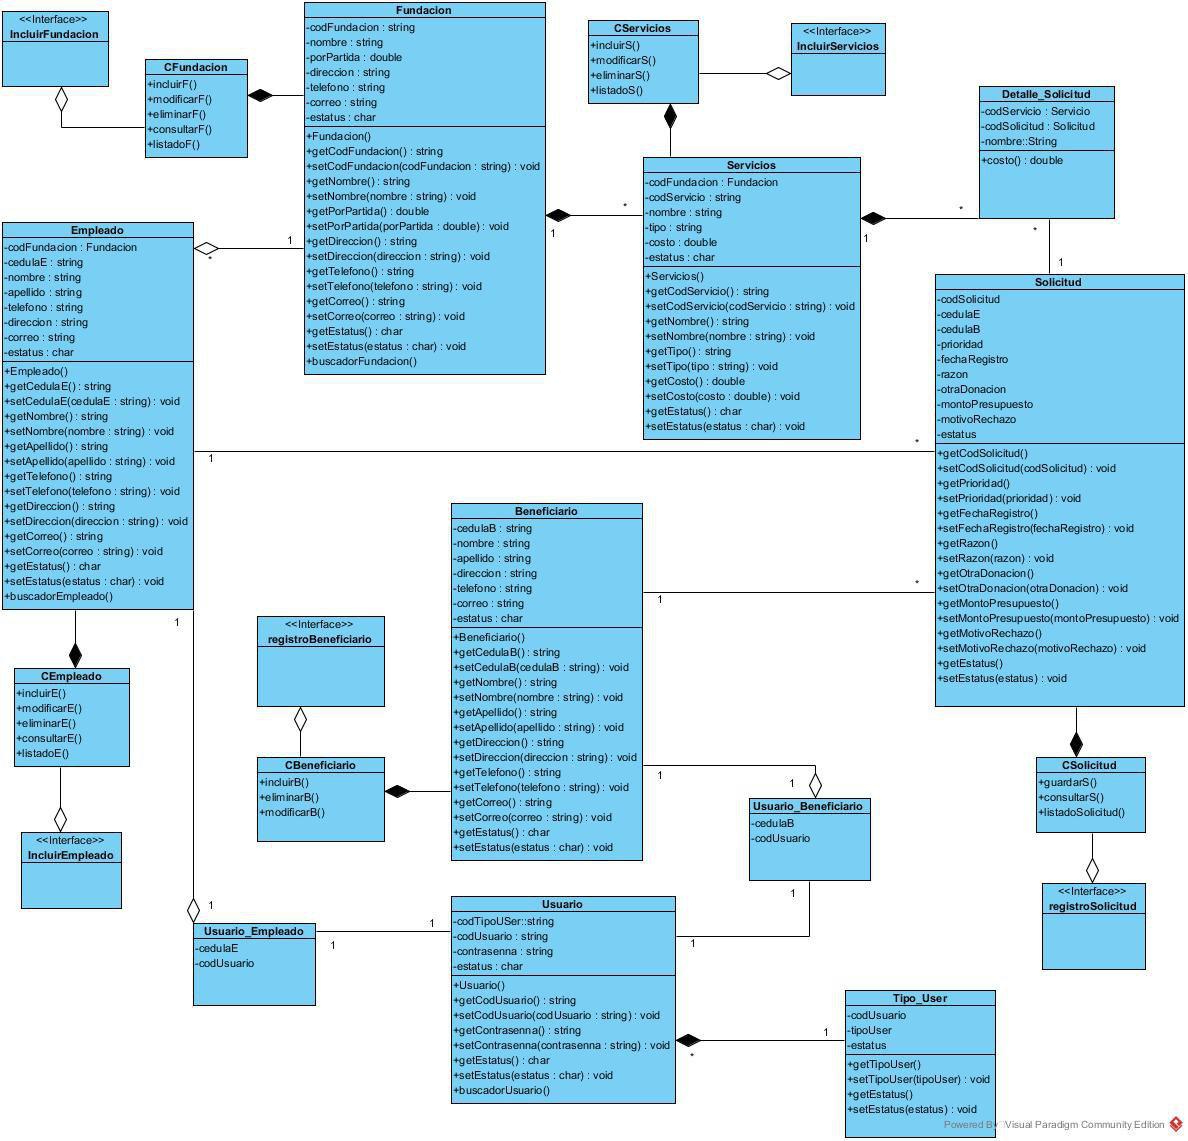 <<Interface>>
IncluirFundacion
CFundacion
+incluirF()
+modificarF()
+eliminarF()
+consultarF()
+listadoF()
Fundacion
-codFundacion : string
-nombre : string
-porPartida : double
-direccion : string
-telefono : string
-correo : string
-estatus : char
+Fundacion()
+getCodFundacion() : string
+setCodFundacion(codFundacion : string) : void
+getNombre() : string
+setNombre(nombre : string) : void
+getPorPartida() : double
+setPorPartida(porPartida : double) : void
+getDireccion() : string
+setDireccion(direccion : string) : void
+getTelefono() : string
+setTelefono(telefono : string) : void
+getCorreo() : string
+setCorreo(correo : string) : void
+getEstatus() : char
+setEstatus(estatus : char) : void
+buscadorFundacion()
CServicios
+incluirS()
+modificarS()
+eliminarS()
+listadoS()
<<Interface>>
IncluirServicios
Servicios
-codFundacion : Fundacion
-codServicio : string
-nombre : string
-tipo : string
-costo : double
-estatus : char
+Servicios()
+getCodServicio() : string
+setCodServicio(codServicio : string) : void
+getNombre() : string
+setNombre(nombre : string) : void
+getTipo() : string
+setTipo(tipo : string) : void
+getCosto() : double
+setCosto(costo : double) : void
+getEstatus() : char
+setEstatus(estatus : char) : void
Detalle_Solicitud
-codServicio : Servicio
-codSolicitud : Solicitud
-nombre::String
+costo() : double
1
*
1
*
1
*
*
1
Empleado
-codFundacion : Fundacion
-cedulaE : string
-nombre : string
-apellido : string
-telefono : string
-direccion : string
-correo : string
-estatus : char
+Empleado()
+getCedulaE() : string
+setCedulaE(cedulaE : string) : void
+getNombre() : string
+setNombre(nombre : string) : void
+getApellido() : string
+setApellido(apellido : string) : void
+getTelefono() : string
+setTelefono(telefono : string) : void
+getDireccion() : string
+setDireccion(direccion : string) : void
+getCorreo() : string
+setCorreo(correo : string) : void
+getEstatus() : char
+setEstatus(estatus : char) : void
+buscadorEmpleado()
Solicitud
-codSolicitud
-cedulaE
-cedulaB
-prioridad
-fechaRegistro
-razon
-otraDonacion
-montoPresupuesto
-motivoRechazo
-estatus
+getCodSolicitud()
+setCodSolicitud(codSolicitud) : void
+getPrioridad()
+setPrioridad(prioridad) : void
+getFechaRegistro()
+setFechaRegistro(fechaRegistro) : void
+getRazon()
+setRazon(razon) : void
+getOtraDonacion()
+setOtraDonacion(otraDonacion) : void
+getMontoPresupuesto()
+setMontoPresupuesto(montoPresupuesto) : void
+getMotivoRechazo()
+setMotivoRechazo(motivoRechazo) : void
+getEstatus()
+setEstatus(estatus) : void
1
*
Beneficiario
-cedulaB : string
-nombre : string
-apellido : string
-direccion : string
-telefono : string
-correo : string
-estatus : char
+Beneficiario()
+getCedulaB() : string
+setCedulaB(cedulaB : string) : void
+getNombre() : string
+setNombre(nombre : string) : void
+getApellido() : string
+setApellido(apellido : string) : void
+getDireccion() : string
+setDireccion(direccion : string) : void
+getTelefono() : string
+setTelefono(telefono : string) : void
+getCorreo() : string
+setCorreo(correo : string) : void
+getEstatus() : char
+setEstatus(estatus : char) : void
1
*
<<Interface>>
registroBeneficiario
CBeneficiario
+incluirB()
+eliminarB()
+modificarB()
CEmpleado
+incluirE()
+modificarE()
+eliminarE()
+consultarE()
+listadoE()
<<Interface>>
IncluirEmpleado
1
1
Usuario_Empleado
-cedulaE
-codUsuario
1
1
Usuario
-codTipoUSer::string
-codUsuario : string
-contrasenna : string
-estatus : char
+Usuario()
+getCodUsuario() : string
+setCodUsuario(codUsuario : string) : void
+getContrasenna() : string
+setContrasenna(contrasenna : string) : void
+getEstatus() : char
+setEstatus(estatus : char) : void
+buscadorUsuario()
1
1
Usuario_Beneficiario
-cedulaB
-codUsuario
1
1
CSolicitud
+guardarS()
+consultarS()
+listadoSolicitud()
<<Interface>>
registroSolicitud
1
*
Tipo_User
-codUsuario
-tipoUser
-estatus
+getTipoUser()
+setTipoUser(tipoUser) : void
+getEstatus()
+setEstatus(estatus) : void
Powered By Visual Paradigm Community Edition